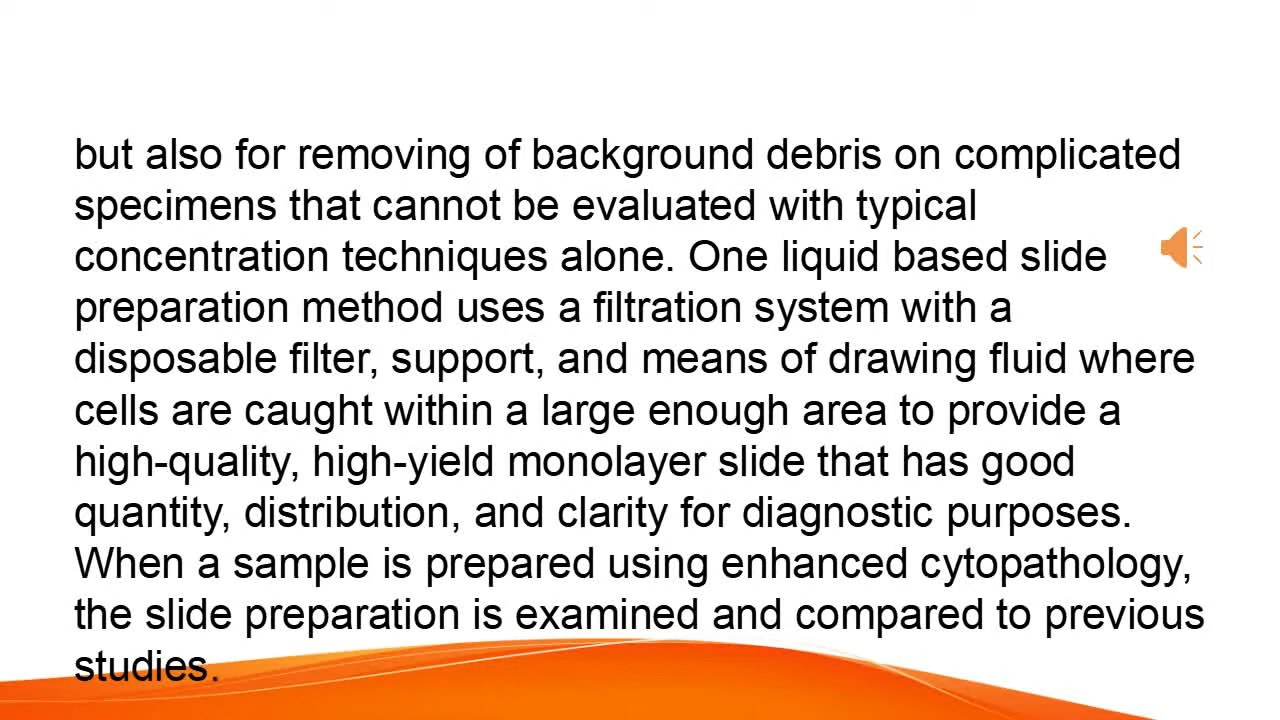 but also for removing of background debris on complicated
specimens that cannot be evaluated with typical
concentration techniques alone. One liquid based slide
preparation method uses a filtration system with a
disposable filter, support, and means of drawing fluid where
cells are caught within a large enough area to provide a
high-quality, high-yield monolayer slide that has good
quantity, distribution, and clarity for diagnostic purposes.
When a sample is prepared using enhanced cytopathology,
the slide preparation is examined and compared to previous
studies.